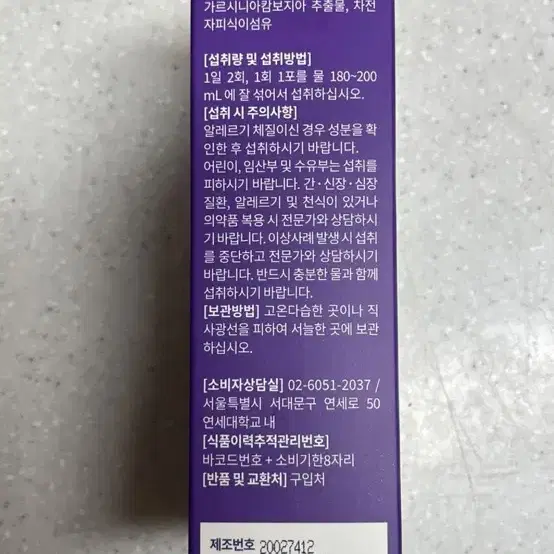 가르시니아캄보지아 추출물, 차전
자피식이섬유
[섭취량 및 섭취방법]
1일 2회, 1회 1포를 물 180~200
mL 에 잘 섞어서 섭취하십시오.
[섭취 시 주의사항]
알레르기 체질이신 경우 성분을 확
인한 후 섭취하시기 바랍니다.
어린이, 임산부 및 수유부는 섭취를
피하시기 바랍니다. 간·신장·심장
질환, 알레르기 및 천식이 있거나
의약품 복용 시 전문가와 상담하시
기 바랍니다. 이상사례 발생 시 섭취
를 중단하고 전문가와 상담하시기
바랍니다. 반드시 충분한 물과 함께
섭취하시기 바랍니다.
[보관방법] 고온다습한 곳이나 직
사광선을 피하여 서늘한 곳에 보관
하십시오.
[소비자상담실] 02-6051-2037 /
서울특별시 서대문구 연세로 50
연세대학교 내
[식품이력추적관리번호]
바코드번호 + 소비기한8자리
[반품 및 교환처] 구입처
제조번호 20027412